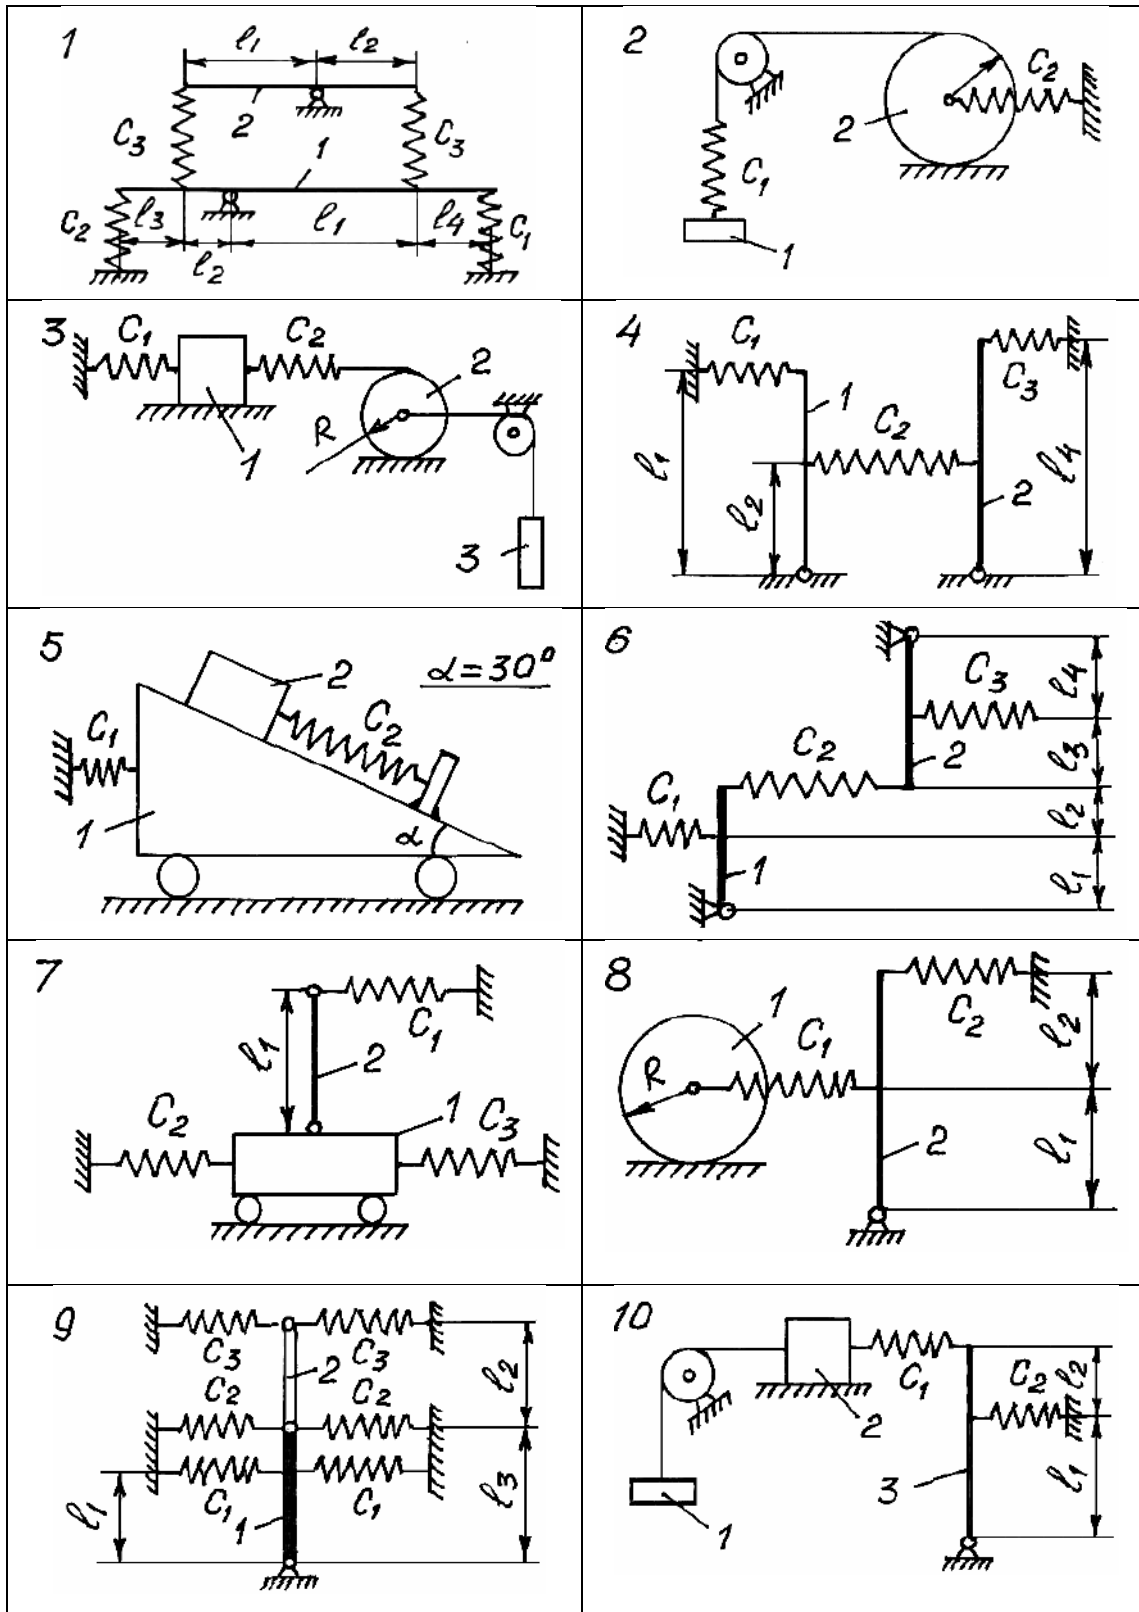 1
l₁
l₂
2
C₃
C₃
1
C₂
l₃
l₂
l₁
l₄
C₁
2
C₂
2
C₁
1
3
C₁
C₂
2
R
1
3
4
C₁
C₃
1
C₂
l₁
l₂
2
l₄
5
2
α=30°
C₁
C₂
1
α
6
C₃
l₄
C₂
2
l₃
C₁
l₂
1
l₁
7
C₁
l₁
2
C₂
1
C₃
8
1
C₁
C₂
l₂
R
2
l₁
9
C₃
C₃
2
l₂
C₂
C₂
l₁
C₁
1
C₁
l₃
10
C₁
C₂
l₂
2
3
l₁
1